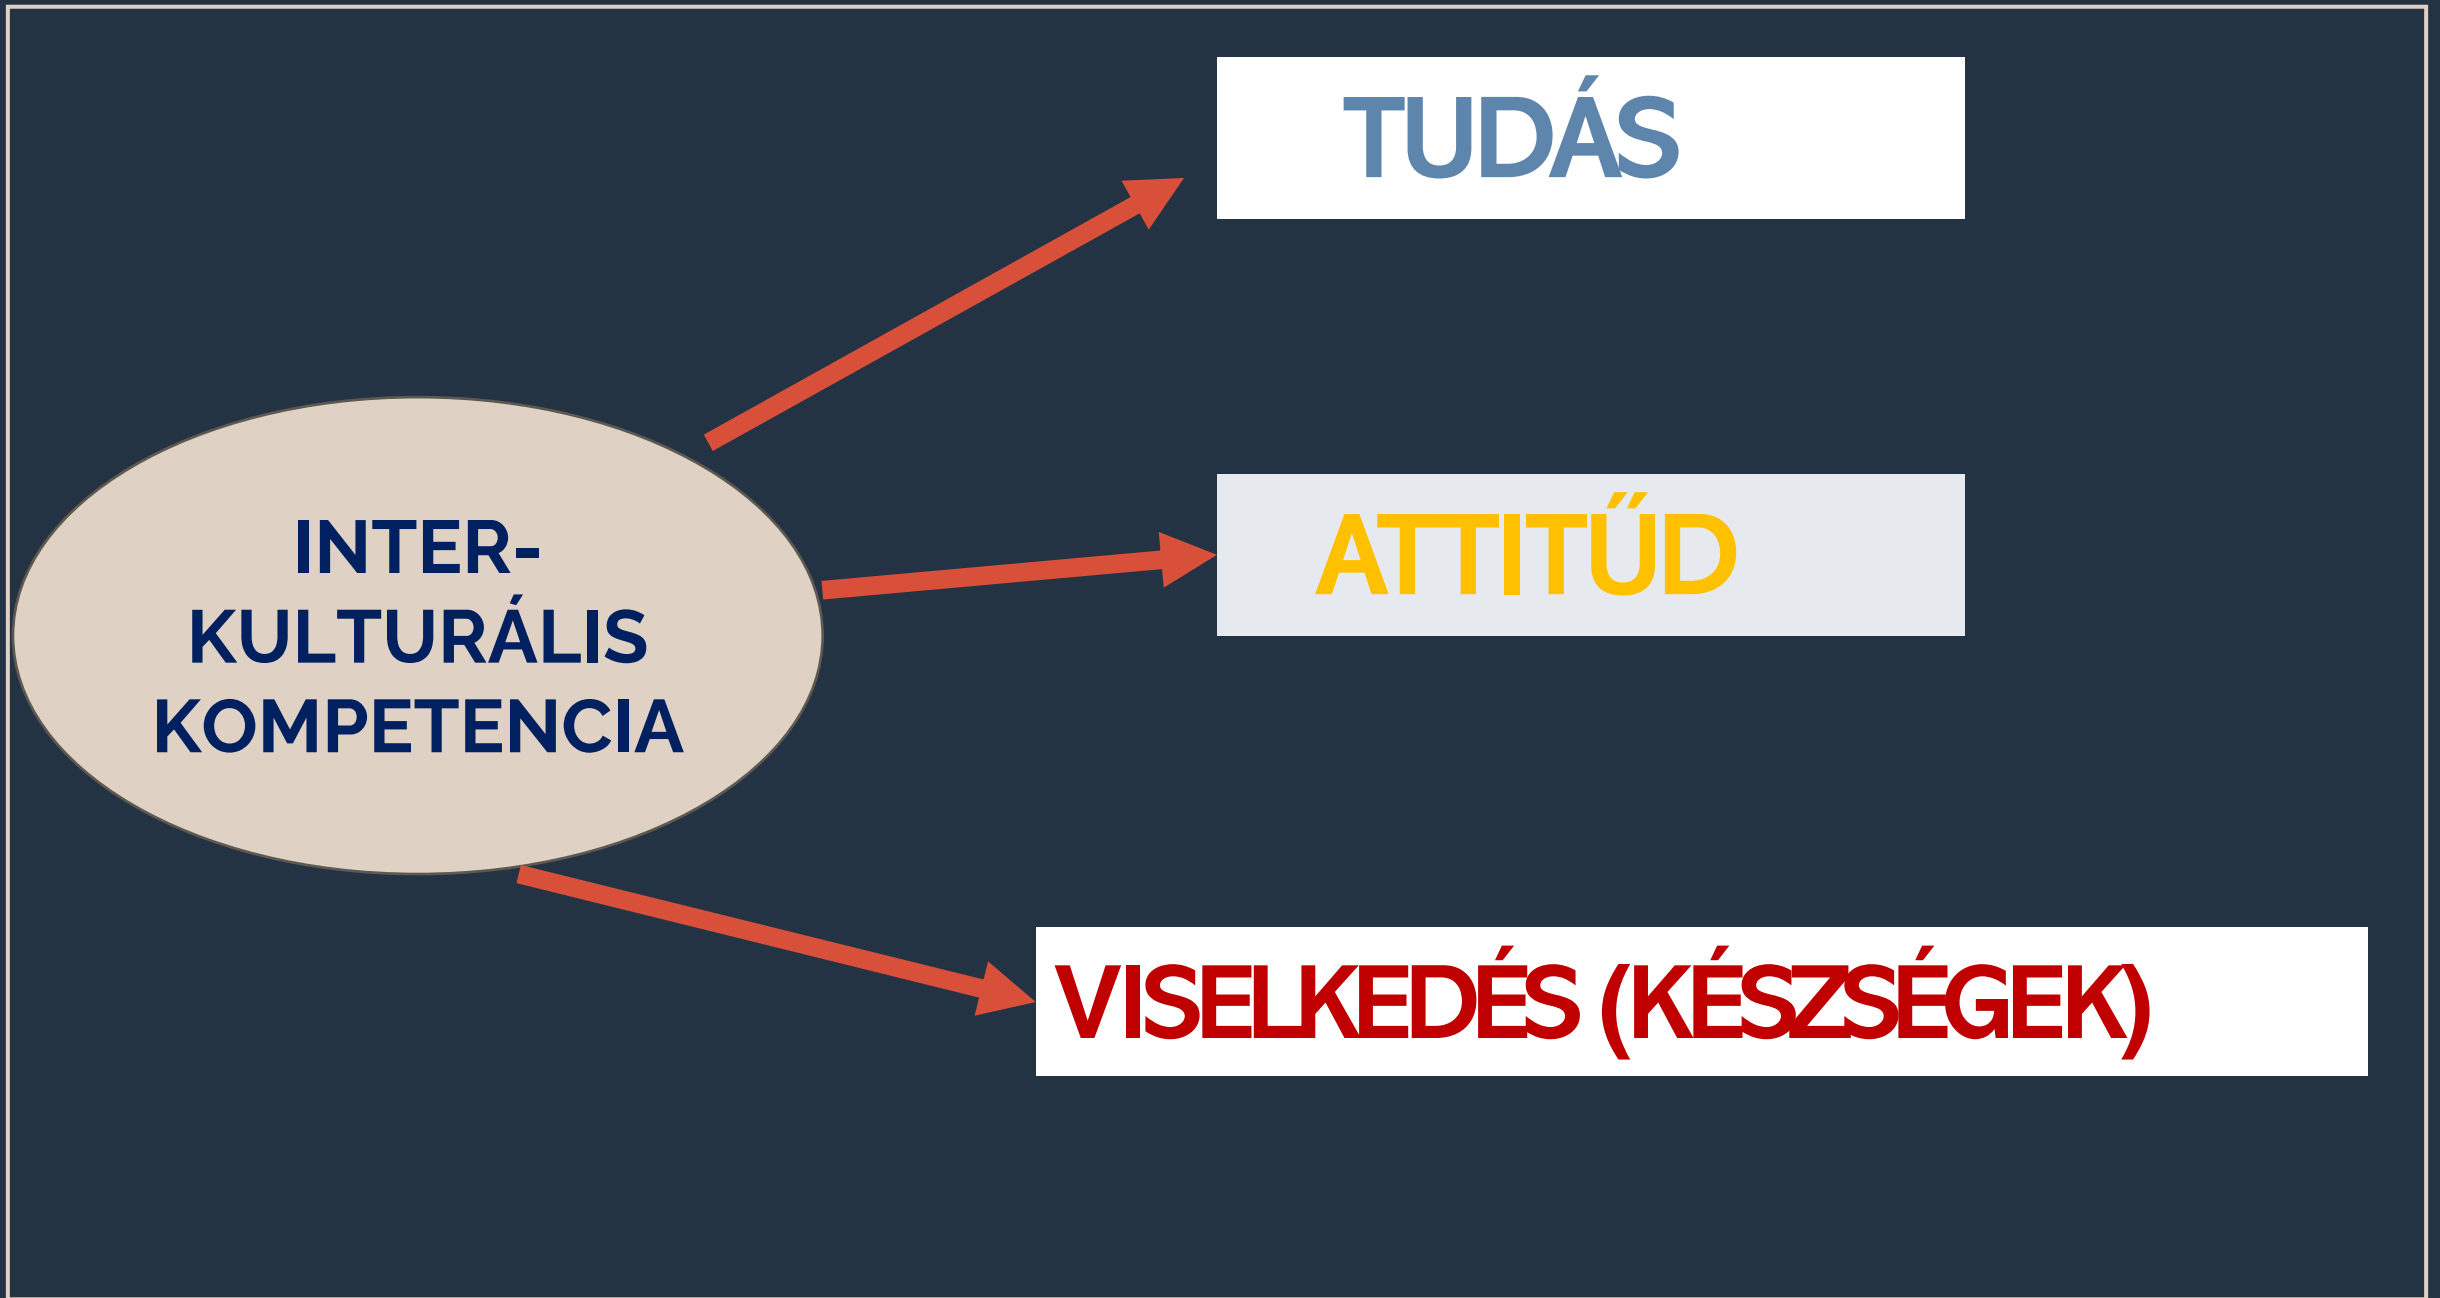 TUDÁS
INTER-
KULTURÁLIS
KOMPETENCIA
ATTITŰD
VISELKEDÉS (KÉSZSÉGEK)